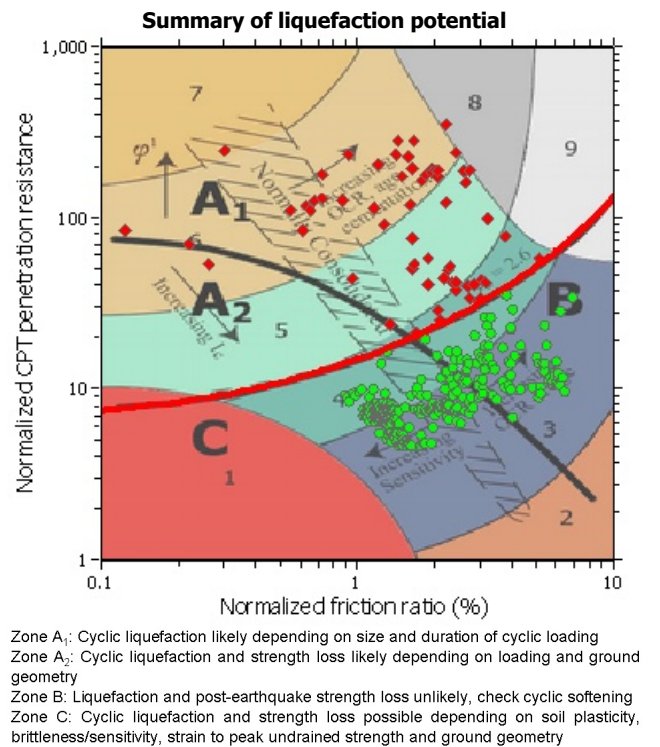 Summary of liquefaction potential
1,000
7
8
9
φ'
Increasing
OCR, age
cementation
Normally Consolidated
A1
100
6
= 2.6
A2
B
Increasing
5
10
C
1
3
OCR
Increasing
Sensitivity
4
2
1
0.1
1
10
Normalized CPT penetration resistance
Normalized friction ratio (%)
Zone A1: Cyclic liquefaction likely depending on size and duration of cyclic loading
Zone A2: Cyclic liquefaction and strength loss likely depending on loading and ground
geometry
Zone B: Liquefaction and post-earthquake strength loss unlikely, check cyclic softening
Zone C: Cyclic liquefaction and strength loss possible depending on soil plasticity,
brittleness/sensitivity, strain to peak undrained strength and ground geometry